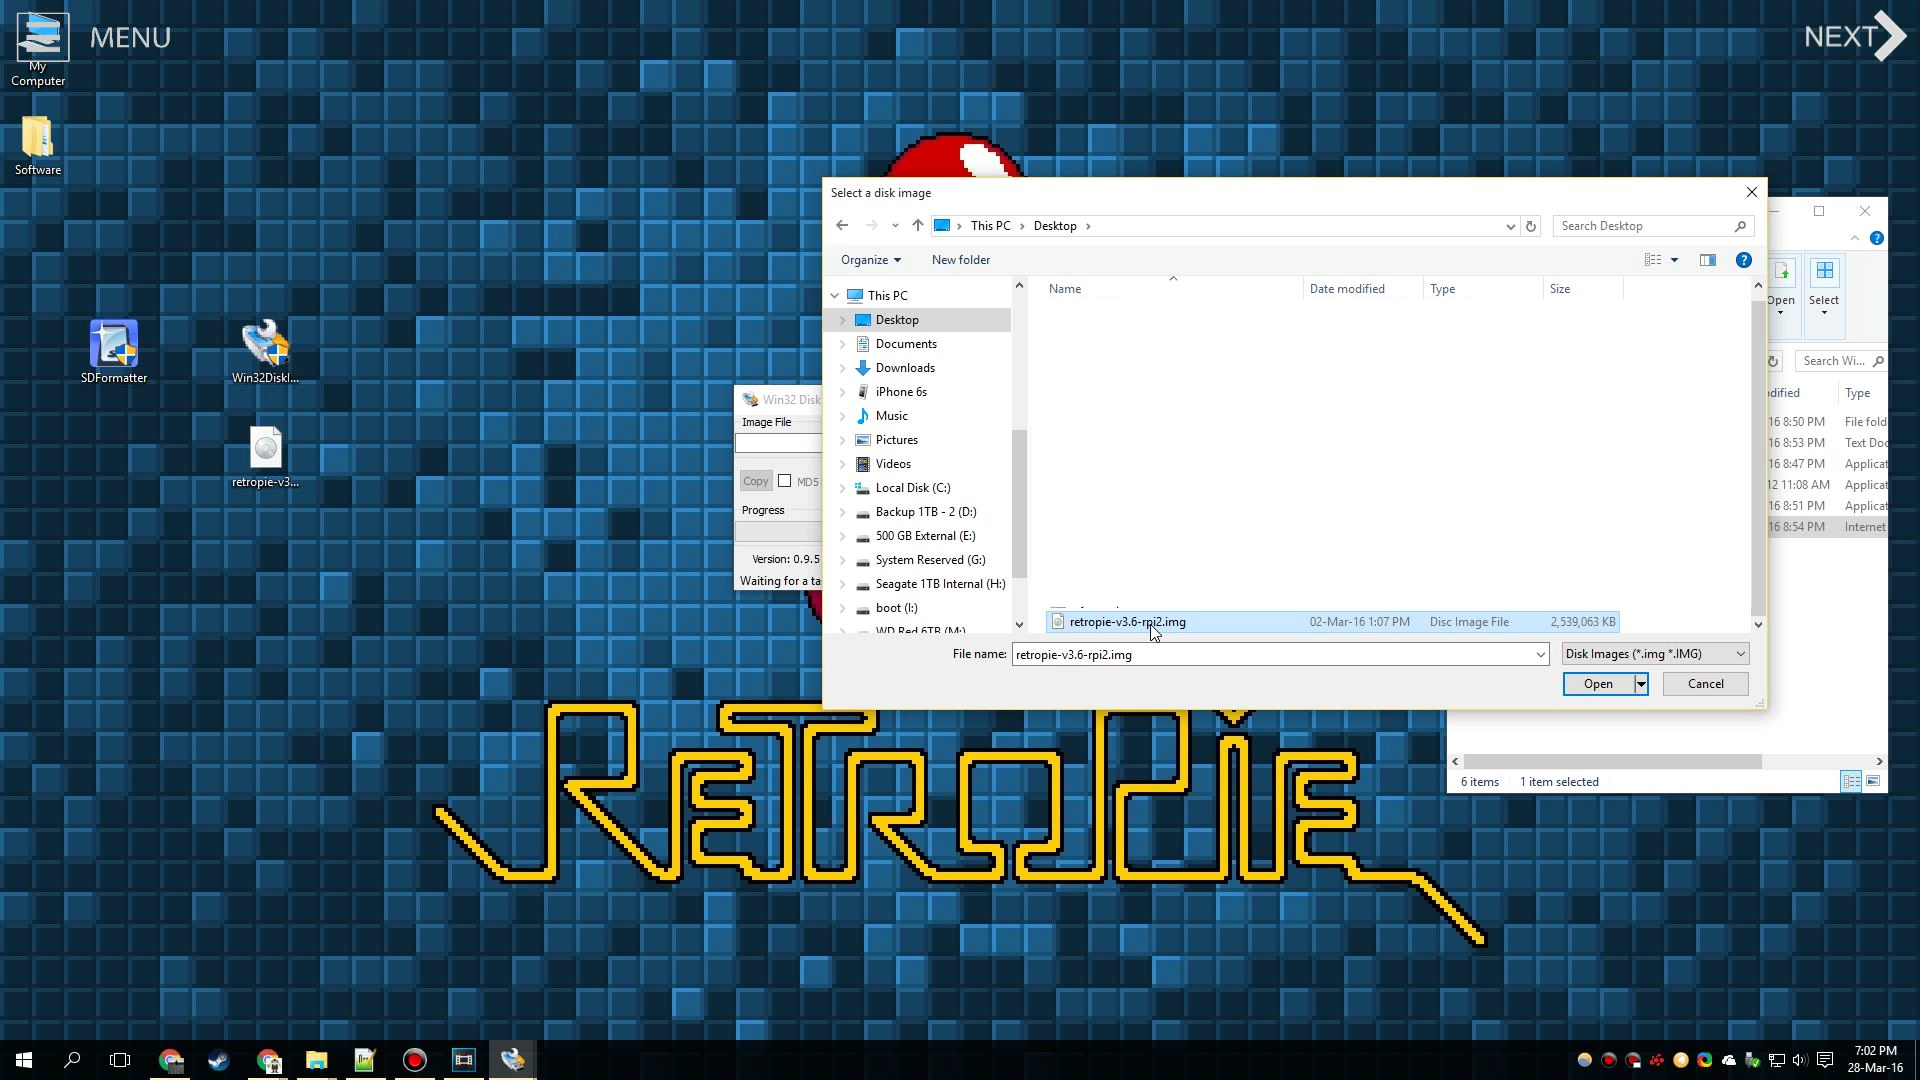 MENU
NEXT
My
Computer
Software
SDFormatter
Win32DiskI...
retropie-v3...
Select a disk image
This PC
Desktop
Search Desktop
Organize
New folder
This PC
Desktop
Documents
Downloads
iPhone 6s
Music
Pictures
Videos
Local Disk (C:)
Backup 1TB - 2 (D:)
500 GB External (E:)
System Reserved (G:)
Seagate 1TB Internal (H:)
boot (I:)
WD Red 6TB (M:)
Name
Date modified
Type
Size
retropie-v3.6-rpi2.img
02-Mar-16 1:07 PM
Disc Image File
2,539,063 KB
File name:
retropie-v3.6-rpi2.img
Disk Images (*.img *.IMG)
Open
Cancel
Win32 Disk
Image File
Copy
MD5
Progress
Version: 0.9.5
Waiting for a ta
Open
Select
Search Wi...
dified
Type
16 8:50 PM
File fold
16 8:53 PM
Text Doc
16 8:47 PM
Applicat
12 11:08 AM
Applicat
16 8:51 PM
Applicat
16 8:54 PM
Internet
6 items
1 item selected
RETROPIE
7:02 PM
28-Mar-16